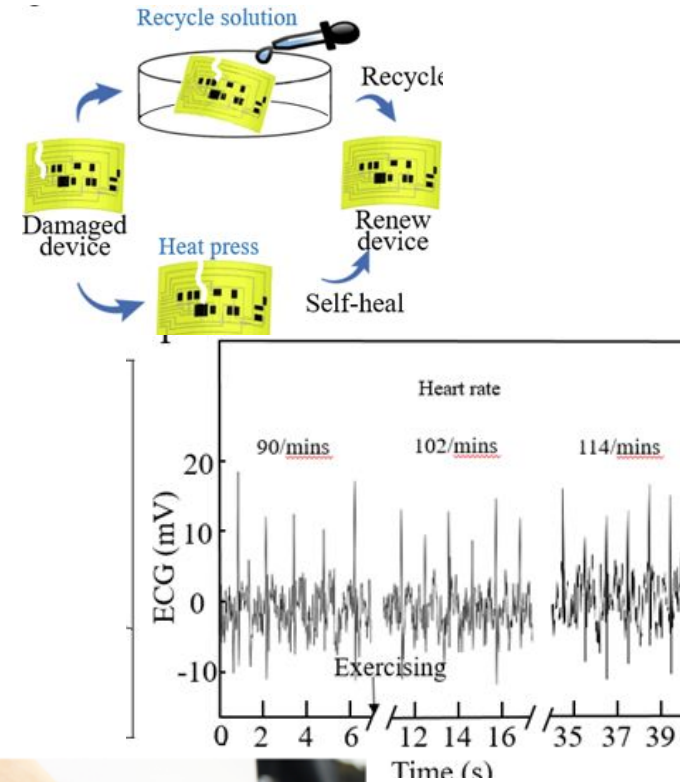 Recycle solution
Recycle
Damaged
device
Renew
device
Heat press
Self-heal
Heart rate
90/mins 102/mins 114/mins
ECG (mV)
20
10
0
-10
Exercising
0 2 4 6 12 14 16 35 37 39
Time (s)